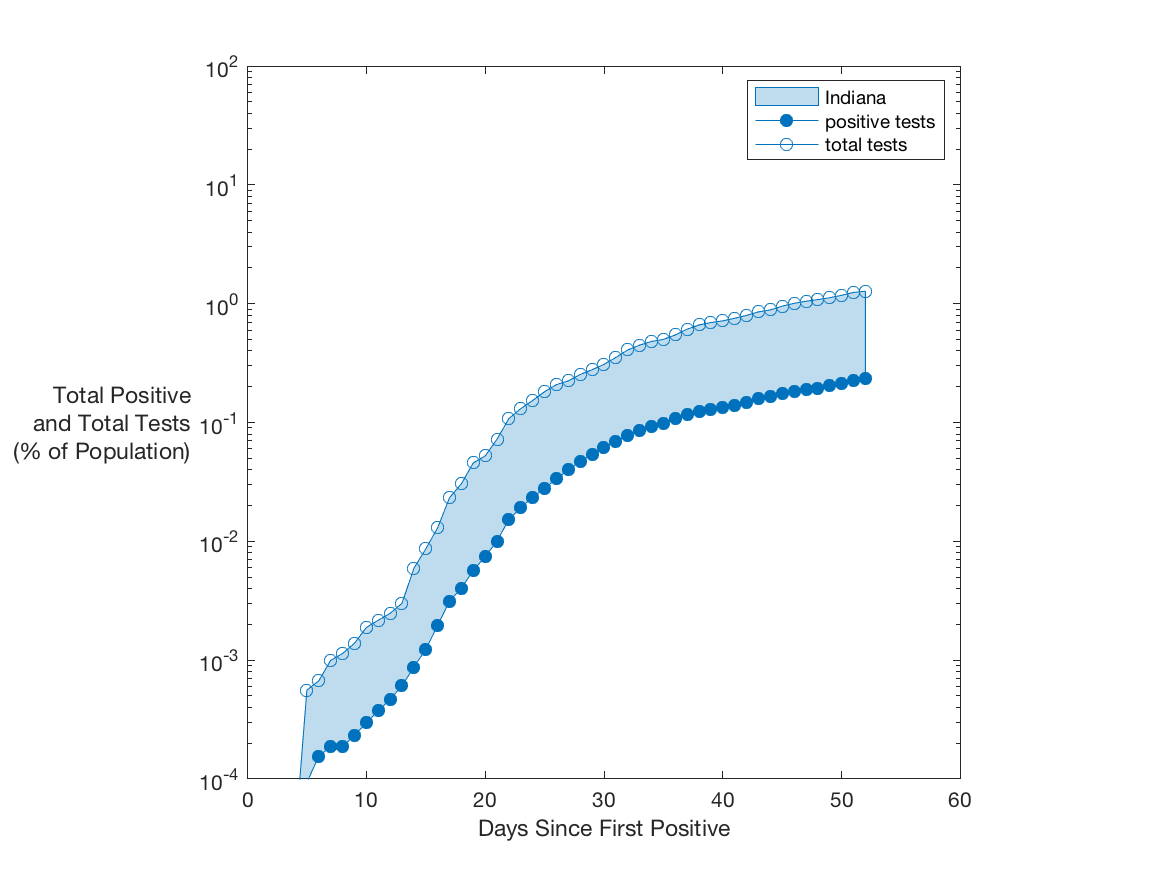 10^2
10^1
10^0
10^-1
10^-2
10^-3
10^-4
Total Positive
and Total Tests
(% of Population)
Indiana
positive tests
total tests
0 10 20 30 40 50 60
Days Since First Positive